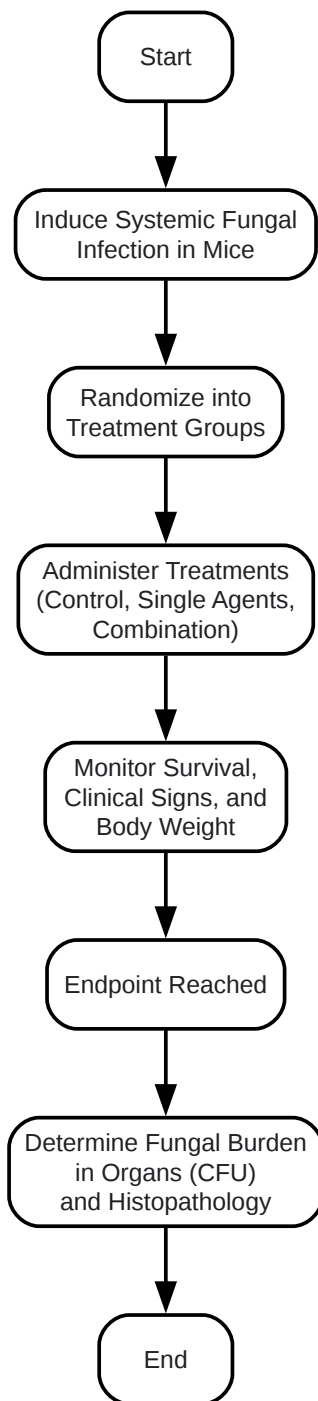 Start
Induce Systemic Fungal
Infection in Mice
Randomize into
Treatment Groups
Administer Treatments
(Control, Single Agents,
Combination)
Monitor Survival,
Clinical Signs, and
Body Weight
Endpoint Reached
Determine Fungal Burden
in Organs (CFU)
and Histopathology
End